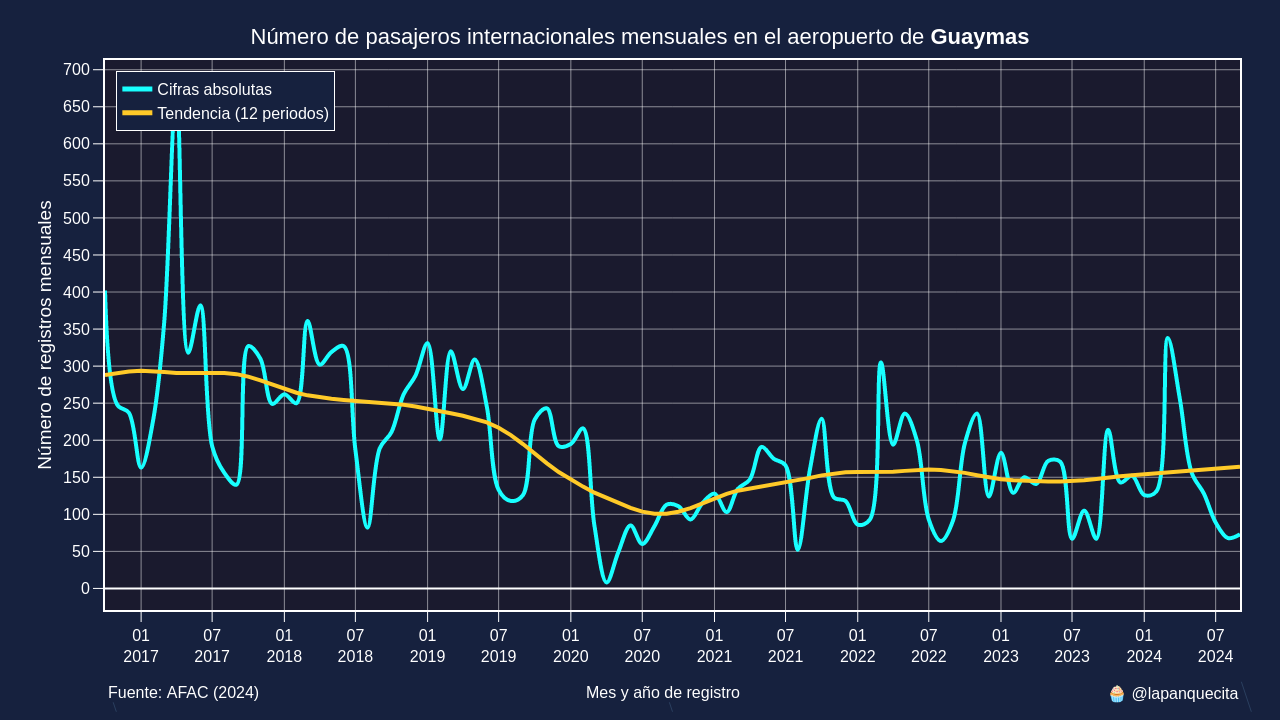 Número de pasajeros internacionales mensuales en el aeropuerto de Guaymas
Cifras absolutas
Tendencia (12 periodos)
Número de registros mensuales
700
650
600
550
500
450
400
350
300
250
200
150
100
50
0
01 07 01 07 01 07 01 07 01 07 01 07 01 07 01 07
2017 2017 2018 2018 2019 2019 2020 2020 2021 2021 2022 2022 2023 2023 2024 2024
Fuente: AFAC (2024)
Mes y año de registro
🧁 @lapanquecita